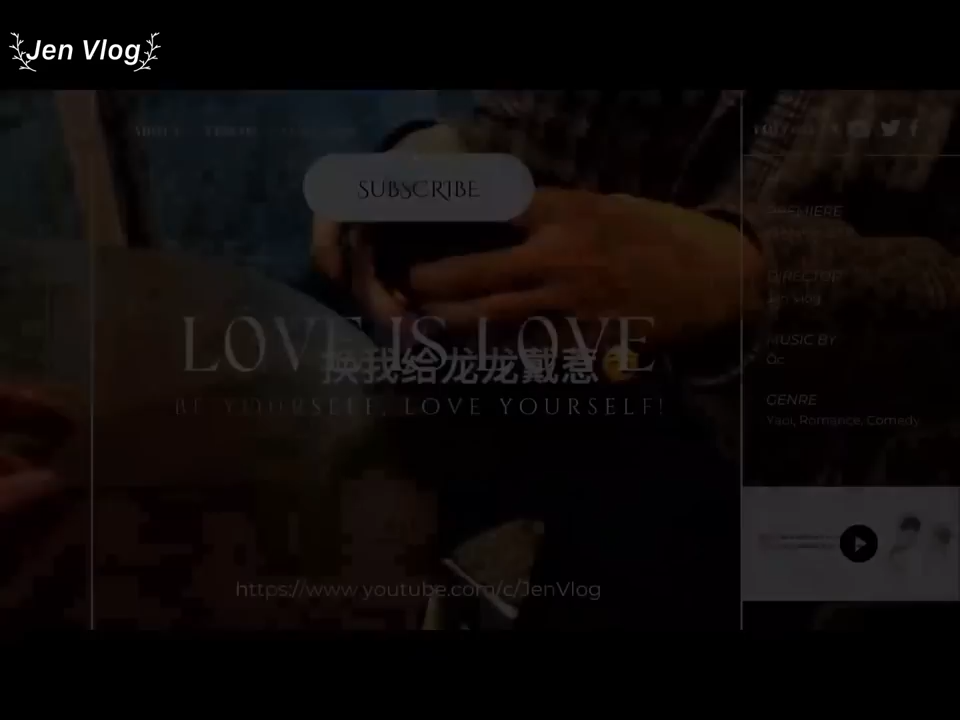 Jen Vlog
SUBSCRIBE
PREMIERE
DIRECTOR
Jen Vlog
LOVE IS LOVE
换我给龙龙戴惹
BE YOURSELF, LOVE YOURSELF!
MUSIC BY
GENRE
Yaoi, Romance, Comedy
https://www.youtube.com/c/JenVlog